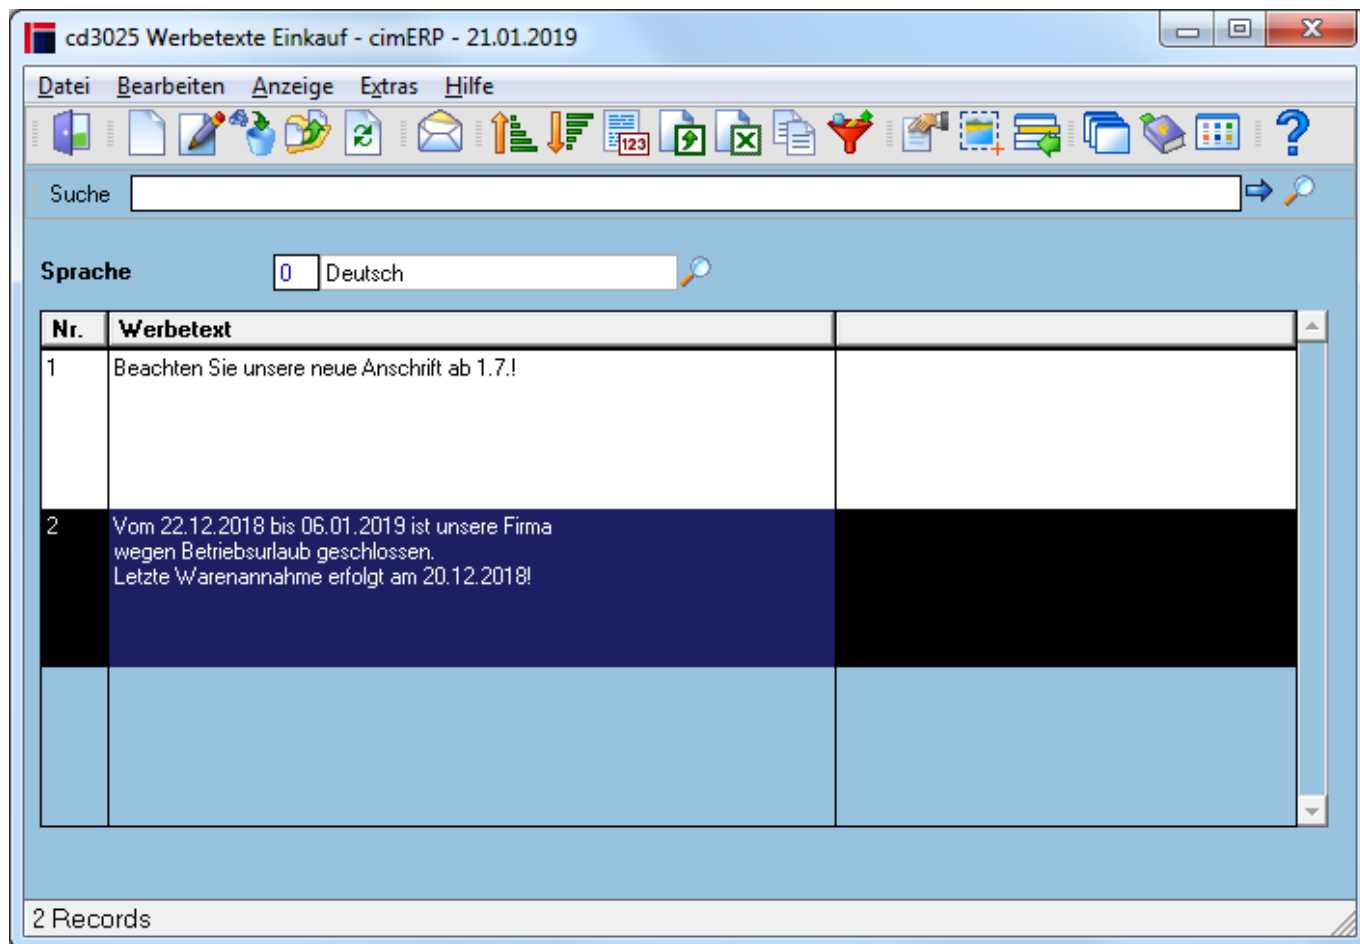 cd3025 Werbetexte Einkauf - cimERP - 21.01.2019
Datei Bearbeiten Anzeige Extras Hilfe
123
Suche
Sprache 0 Deutsch
Nr. Werbetext
1 Beachten Sie unsere neue Anschrift ab 1.7.!
2 Vom 22.12.2018 bis 06.01.2019 ist unsere Firma
wegen Betriebsurlaub geschlossen.
Letzte Warenannahme erfolgt am 20.12.2018!
2 Records